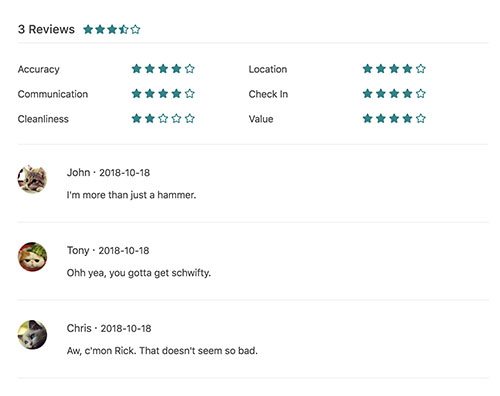 3 Reviews
Accuracy Location
Communication Check In
Cleanliness Value
John · 2018-10-18
I'm more than just a hammer.
Tony · 2018-10-18
Ohh yea, you gotta get schwifty.
Chris · 2018-10-18
Aw, c'mon Rick. That doesn't seem so bad.